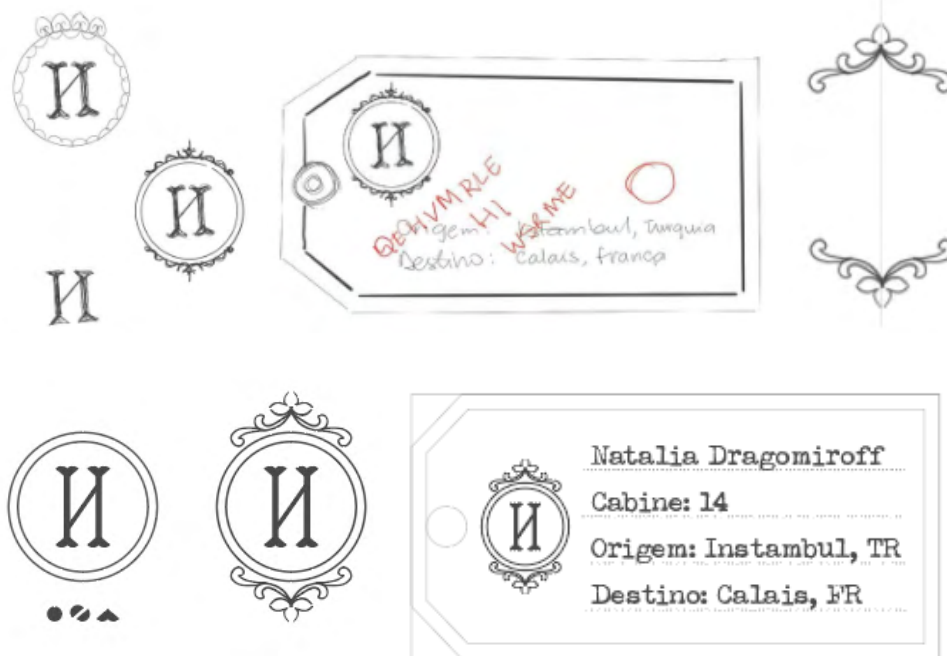 И
И
И
И
Origem: Istambul, Turquia
Destino: Calais, França
И
И
И
Natalia Dragomiroff
Cabine: 14
Origem: Instambul, TR
Destino: Calais, FR